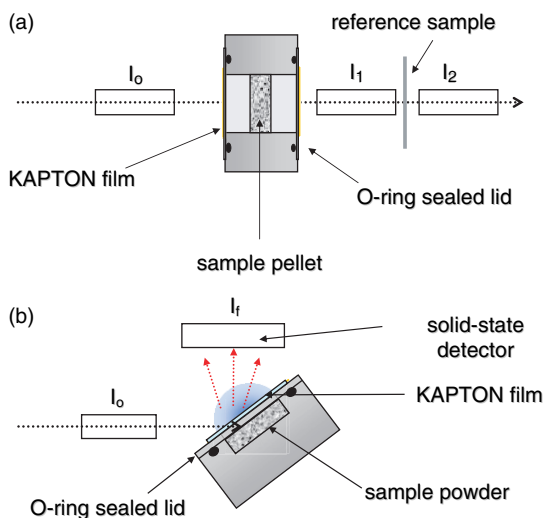 (a)
reference sample
Io
I1
I2
KAPTON film
O-ring sealed lid
sample pellet
(b)
If
solid-state
detector
KAPTON film
Io
O-ring sealed lid
sample powder